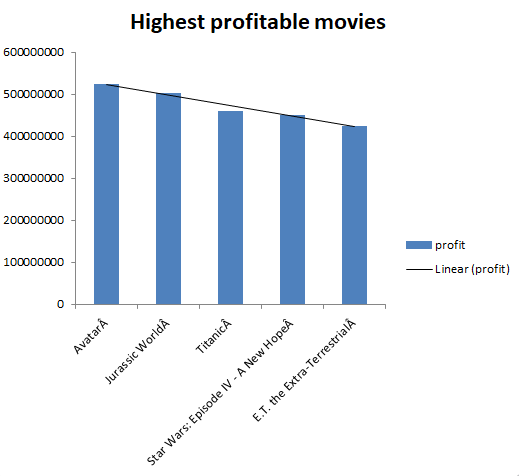 Highest profitable movies
600000000
500000000
400000000
300000000
200000000
100000000
0
AvatarÂ
Jurassic WorldÂ
TitanicÂ
Star Wars: Episode IV - A New HopeÂ
E.T. the Extra-TerrestrialÂ
profit
Linear (profit)